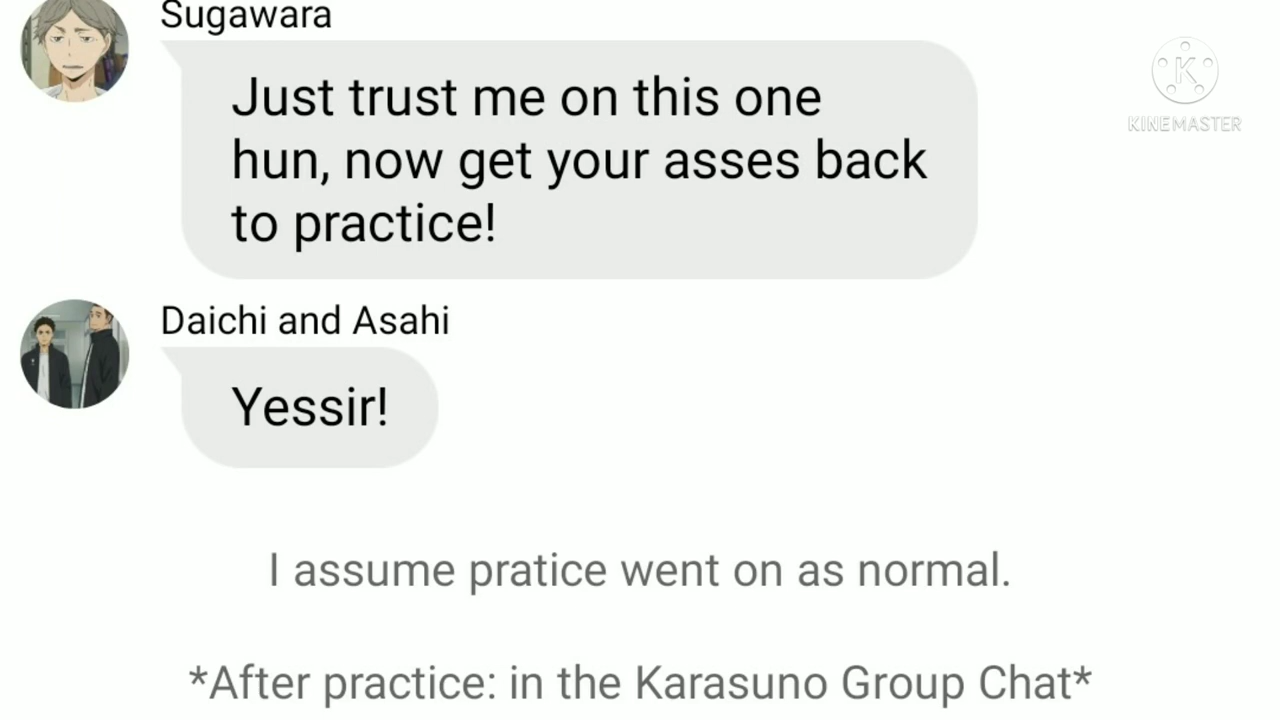 Sugawara
Just trust me on this one
hun, now get your asses back
to practice!
Daichi and Asahi
Yessir!
I assume pratice went on as normal.
*After practice: in the Karasuno Group Chat*
K
KINEMASTER